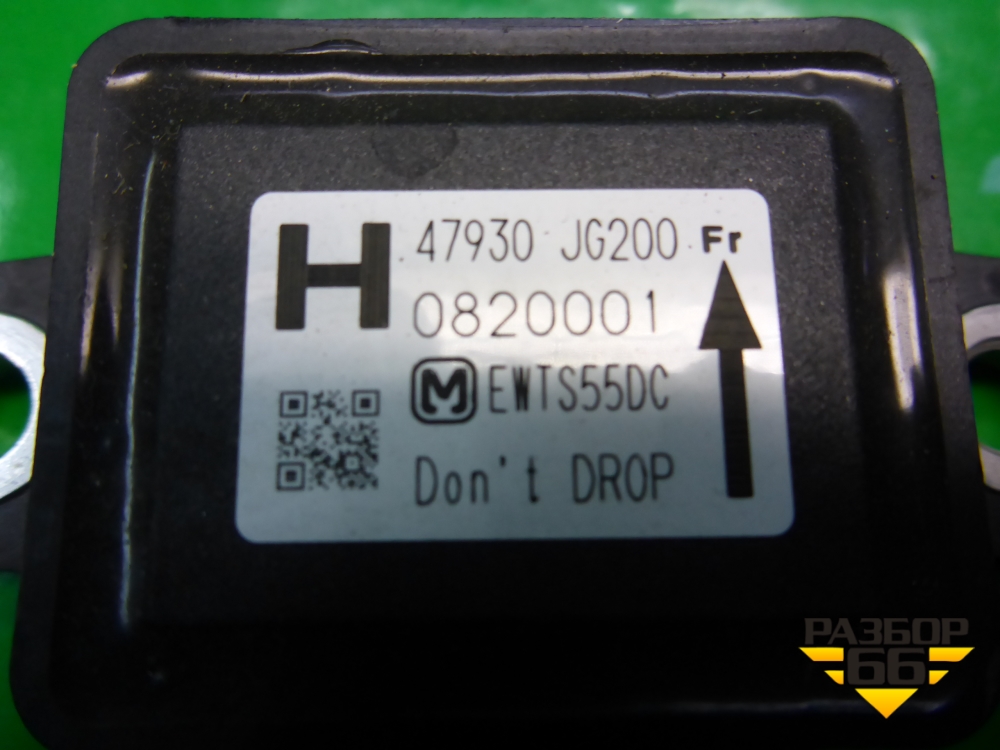 H
47930 JG200 Fr
0820001
M EWTS55DC
Don't DROP
РАЗБОР
66